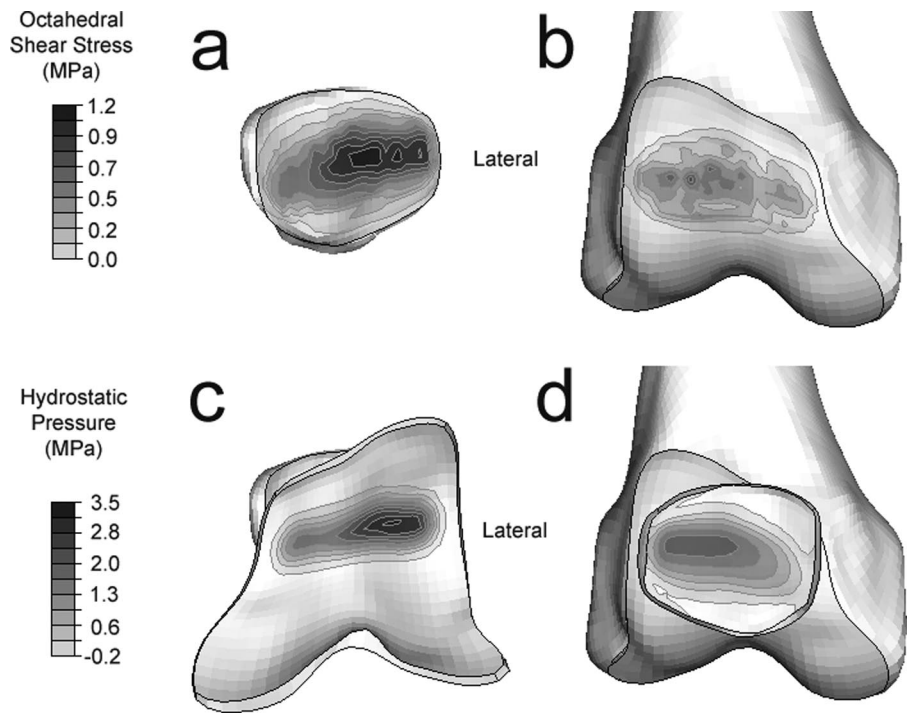 Octahedral
Shear Stress
(MPa)
1.2
0.9
0.7
0.5
0.2
0.0
a
Lateral
b
Hydrostatic
Pressure
(MPa)
3.5
2.8
2.0
1.3
0.6
-0.2
c
Lateral
d